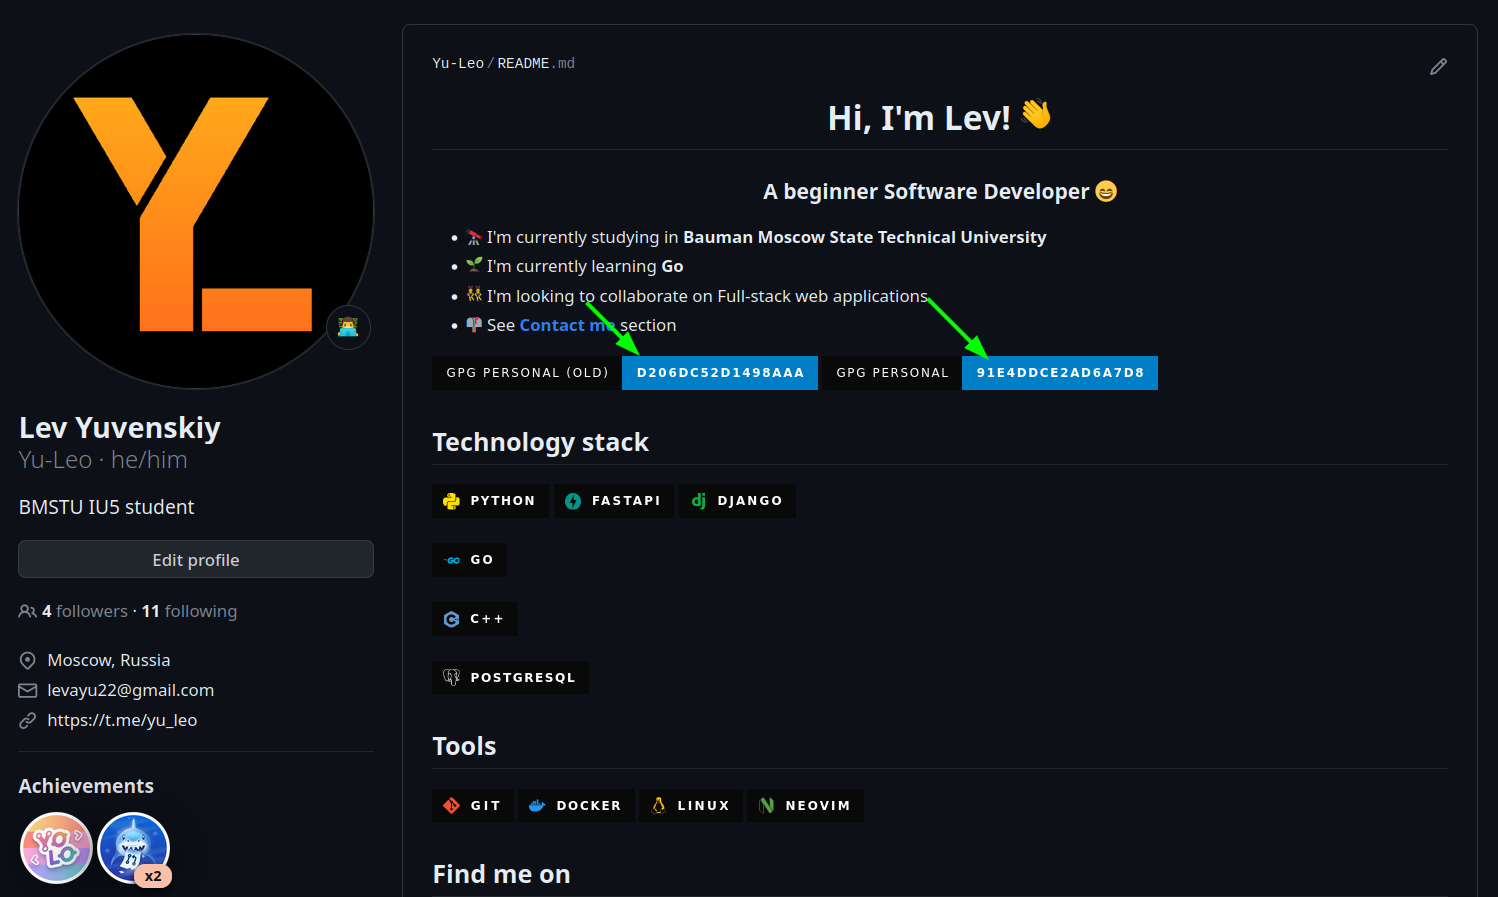 YL
Lev Yuvenskiy
Yu-Leo · he/him
BMSTU IU5 student
Edit profile
4 followers · 11 following
Moscow, Russia
levayu22@gmail.com
https://t.me/yu_leo
Achievements
YOLO
x2
Yu-Leo/README.md
Hi, I'm Lev! 👋
A beginner Software Developer 😄
• 🔭 I'm currently studying in Bauman Moscow State Technical University
• 🌱 I'm currently learning Go
• 👯 I'm looking to collaborate on Full-stack web applications
• 📫 See Contact me section
GPG PERSONAL (OLD) D206DC52D1498AAA GPG PERSONAL 91E4DDCE2AD6A7D8
Technology stack
PYTHON FASTAPI dj DJANGO
GO GO
C C++
POSTGRESQL
Tools
GIT DOCKER LINUX NEOVIM
Find me on